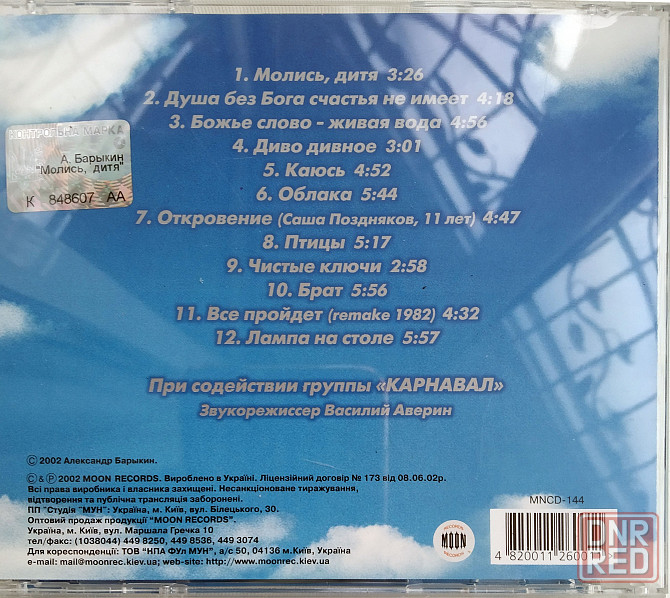 1. Молись, дитя 3:26
2. Душа без Бога счастья не имеет 4:18
3. Божье слово - живая вода 4:56
4. Диво дивное 3:01
5. Каюсь 4:52
6. Облака 5:44
7. Откровение (Саша Поздняков, 11 лет) 4:47
8. Птицы 5:17
9. Чистые ключи 2:58
10. Брат 5:56
11. Все пройдет (remake 1982) 4:32
12. Лампа на столе 5:57
КОНТРОЛЬНА МАРКА
А. Барыкин
"Молись, дитя"
К 848607 АА
При содействии группы «КАРНАВАЛ»
Звукорежиссер Василий Аверин
© 2002 Александр Барыкин.
© & ℗ 2002 MOON RECORDS. Вироблено в Україні. Ліцензійний договір № 173 від 08.06.02р.
Всі права виробника і власника захищені. Несанкціоноване тиражування,
відтворення та публічна трансляція заборонені.
ПП "Студія "МУН": Україна, м. Київ, вул. Білецького, 30.
Оптовий продаж продукції "MOON RECORDS".
Україна, м. Київ, вул. Маршала Гречка 10
тел/факс: (1038044) 449 8250, 449 8536, 449 3074
Для кореспонденції: ТОВ "НПА ФУЛ МУН", а/с 50, 04136 м.Київ, Україна
e-mail: mail@moonrec.kiev.ua; web-site: http://www.moonrec.kiev.ua
RECORDS
MOON
RECORDS
MNCD-144
4 820011 260011 >
DNR
RED